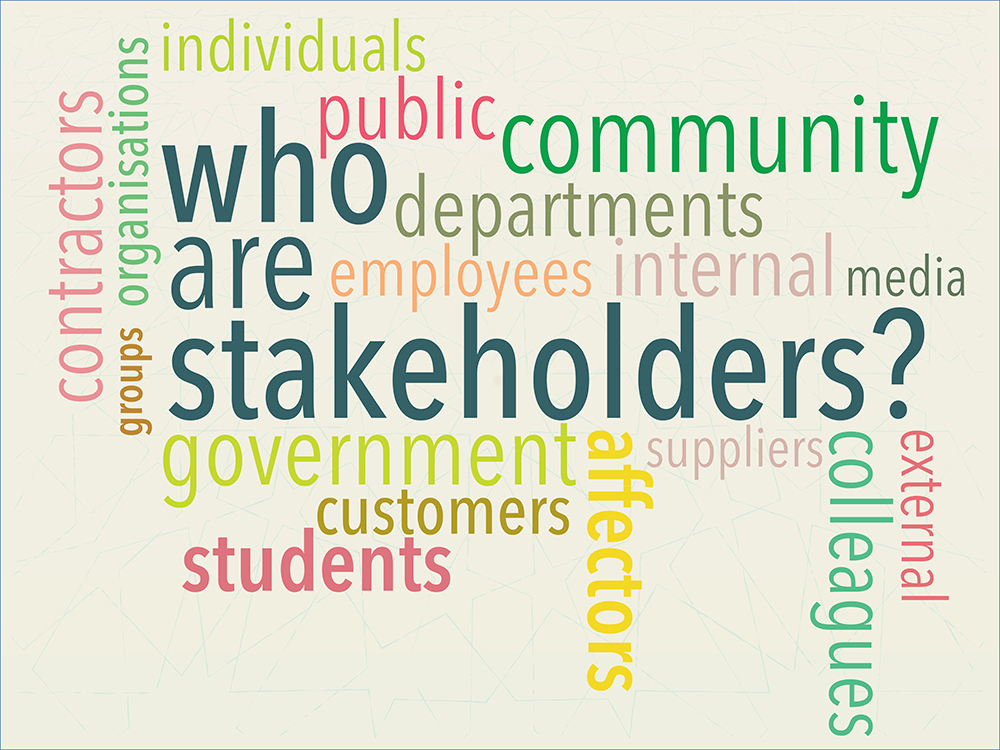 individuals
public
community
contractors
organisations
who
departments
are
employees
internal
media
groups
stakeholders?
government
affectors
suppliers
colleagues
external
customers
students